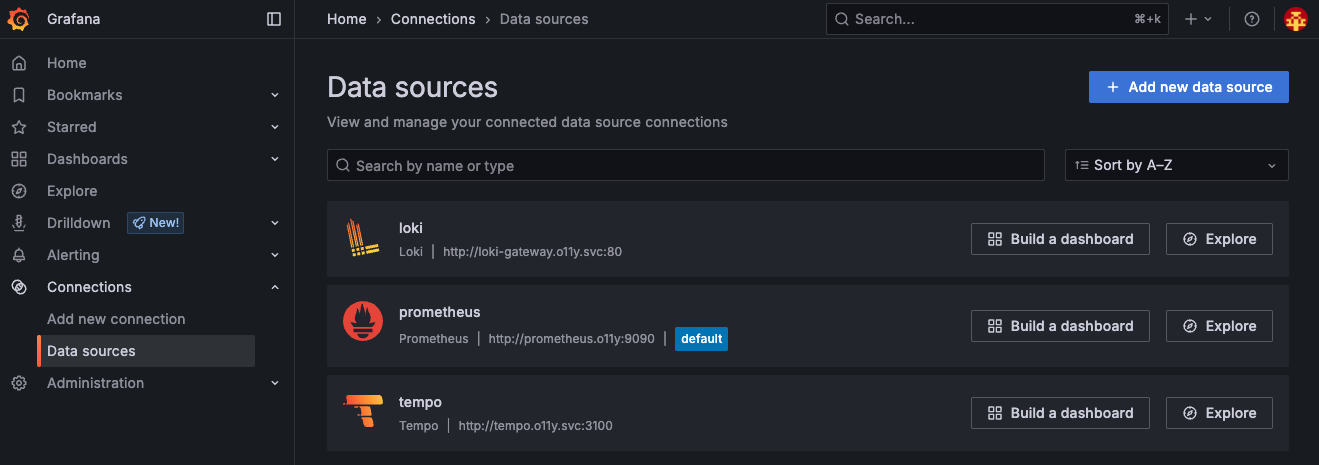 Grafana
Home › Connections › Data sources
Search...
⌘+k
Home
Bookmarks
Starred
Dashboards
Explore
Drilldown New!
Alerting
Connections
Add new connection
Data sources
Administration
Data sources
Add new data source
View and manage your connected data source connections
Search by name or type
Sort by A–Z
loki
Loki | http://loki-gateway.o11y.svc:80
Build a dashboard
Explore
prometheus
Prometheus | http://prometheus.o11y:9090 | default
Build a dashboard
Explore
tempo
Tempo | http://tempo.o11y.svc:3100
Build a dashboard
Explore